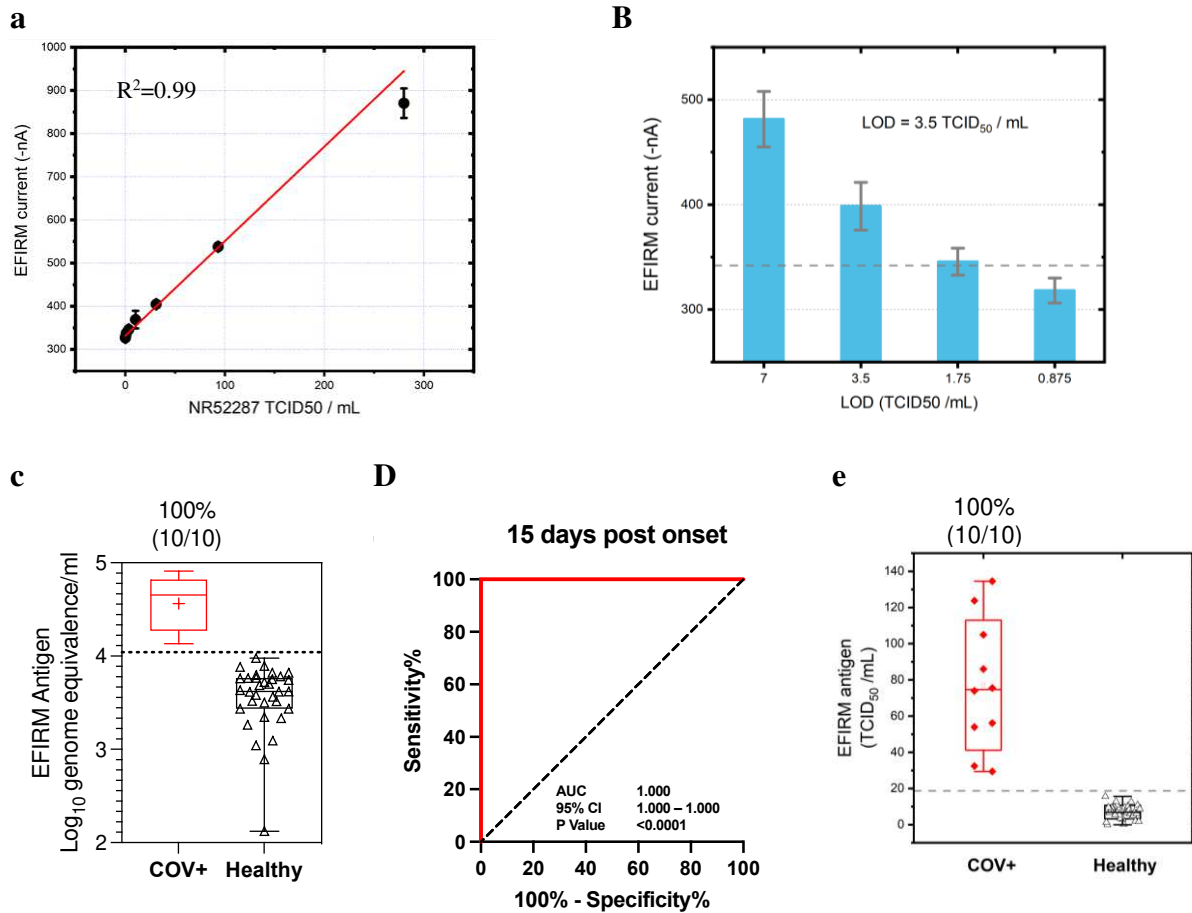 a
EFIRM current (-nA)
1000
900
800
700
600
500
400
300
R²=0.99
0
100
200
300
NR52287 TCID50 / mL
B
EFIRM current (-nA)
500
400
300
LOD = 3.5 TCID₅₀ / mL
7
3.5
1.75
0.875
LOD (TCID50 /mL)
c
100%
(10/10)
EFIRM Antigen
Log₁₀ genome equivalence/ml
5
4
3
2
COV+
Healthy
D
15 days post onset
Sensitivity%
100
80
60
40
20
0
AUC 1.000
95% CI 1.000 – 1.000
P Value <0.0001
0
20
40
60
80
100
100% - Specificity%
e
100%
(10/10)
EFIRM antigen
(TCID₅₀ /mL)
140
120
100
80
60
40
20
0
COV+
Healthy